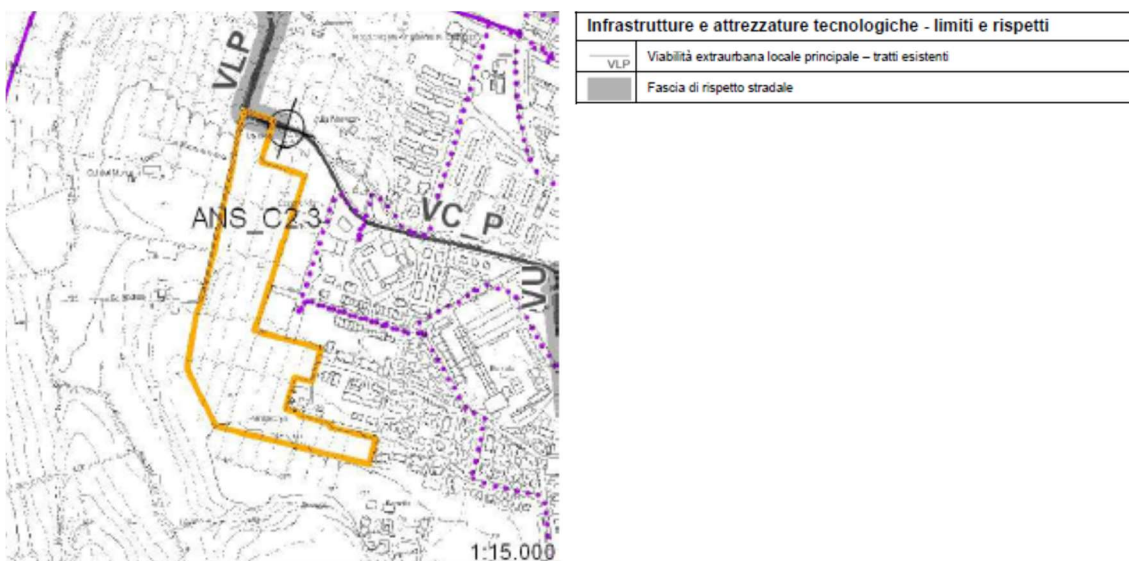 VLP
ANS_C2.3
VC_P
VU
1:15.000
Infrastrutture e attrezzature tecnologiche - limiti e rispetti
VLP
Viabilità extraurbana locale principale – tratti esistenti
Fascia di rispetto stradale